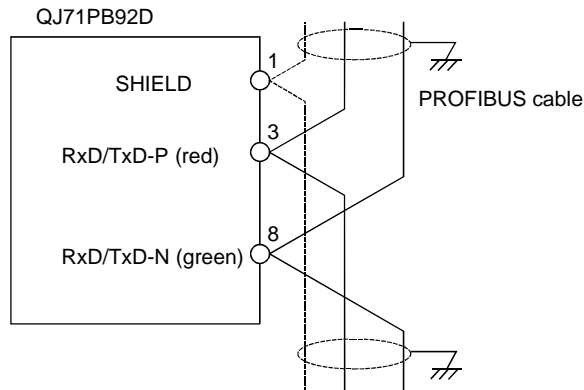 QJ71PB92D
SHIELD
1
PROFIBUS cable
3
RxD/TxD-P (red)
8
RxD/TxD-N (green)